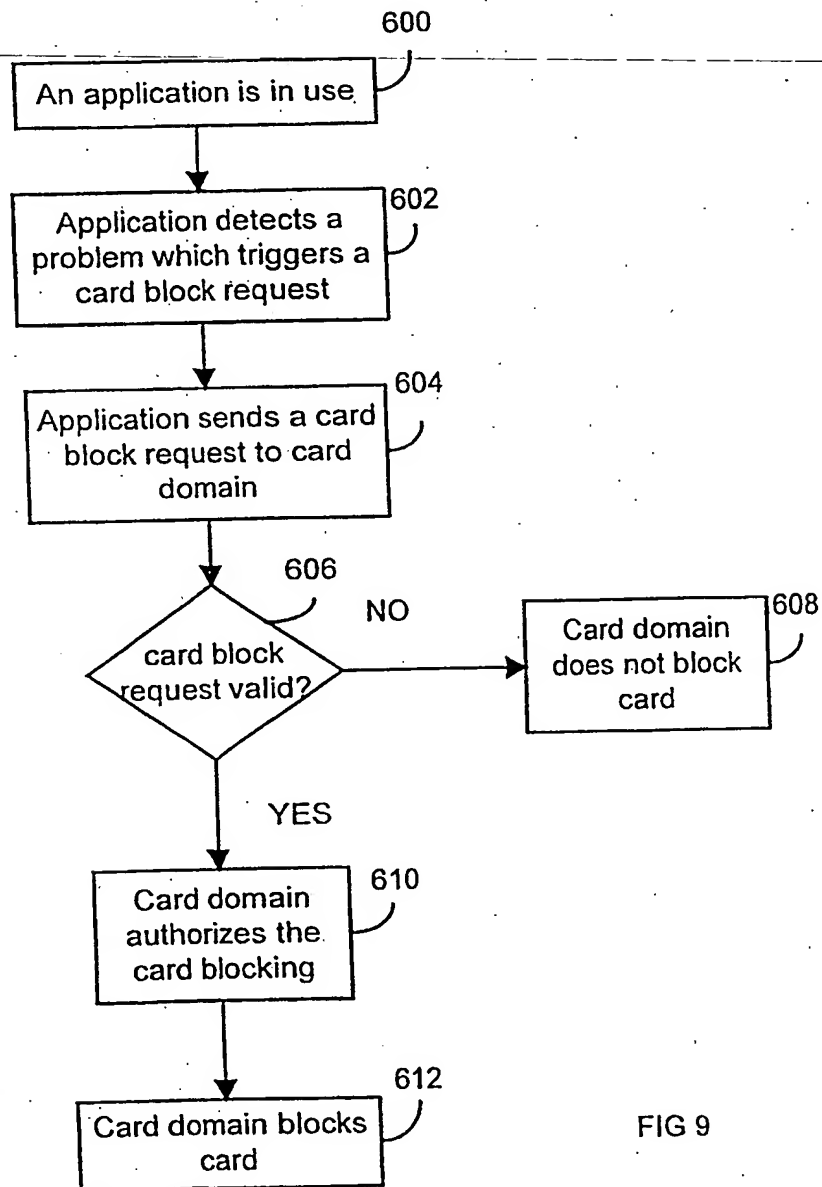 600
An application is in use
602
Application detects a
problem which triggers a
card block request
604
Application sends a card
block request to card
domain
606
card block
request valid?
NO
608
Card domain
does not block
card
YES
610
Card domain
authorizes the
card blocking
612
Card domain blocks
card
FIG 9